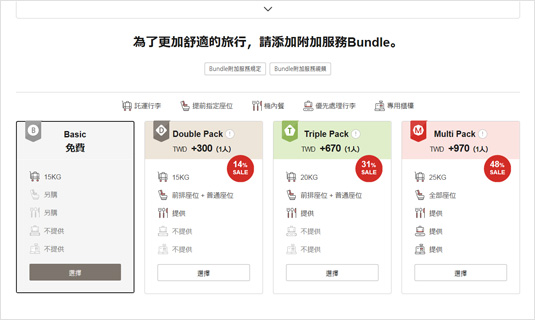 為了更加舒適的旅行，請添加附加服務Bundle。
Bundle附加服務規定
Bundle附加服務選購
託運行李
提前指定座位
機內餐
優先處理行李
專用櫃檯
B
Basic
免費
15KG
另購
另購
不提供
不提供
選擇
D
Double Pack
TWD +300 (1人)
14% SALE
15KG
前排座位 + 普通座位
提供
不提供
不提供
選擇
T
Triple Pack
TWD +670 (1人)
31% SALE
20KG
前排座位 + 普通座位
提供
不提供
不提供
選擇
M
Multi Pack
TWD +970 (1人)
48% SALE
25KG
全部座位
提供
提供
提供
選擇